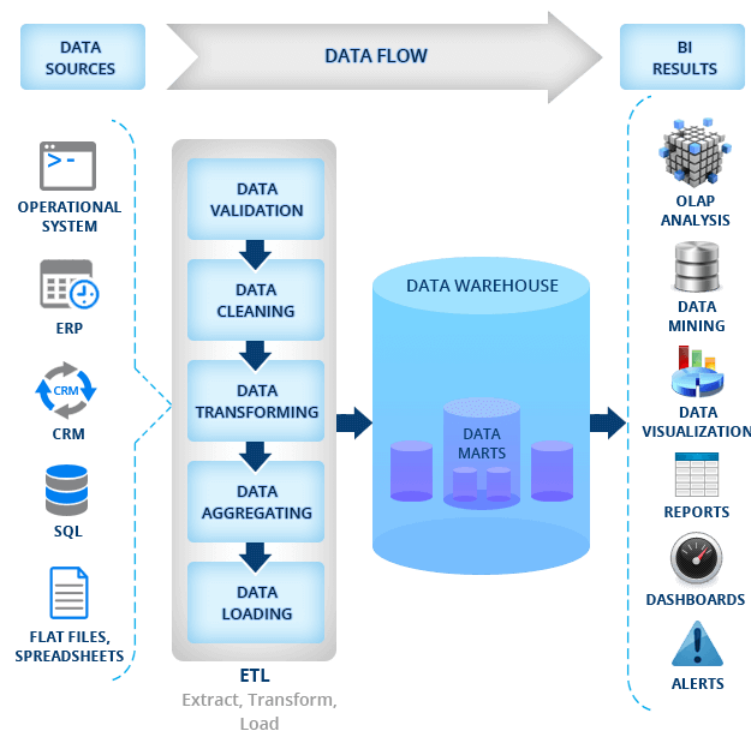 DATA
SOURCES
DATA FLOW
BI
RESULTS
>-
OPERATIONAL
SYSTEM
ERP
CRM
CRM
SQL
FLAT FILES,
SPREADSHEETS
DATA
VALIDATION
DATA
CLEANING
DATA
TRANSFORMING
DATA
AGGREGATING
DATA
LOADING
ETL
Extract, Transform,
Load
DATA WAREHOUSE
DATA
MARTS
OLAP
ANALYSIS
DATA
MINING
DATA
VISUALIZATION
REPORTS
DASHBOARDS
ALERTS